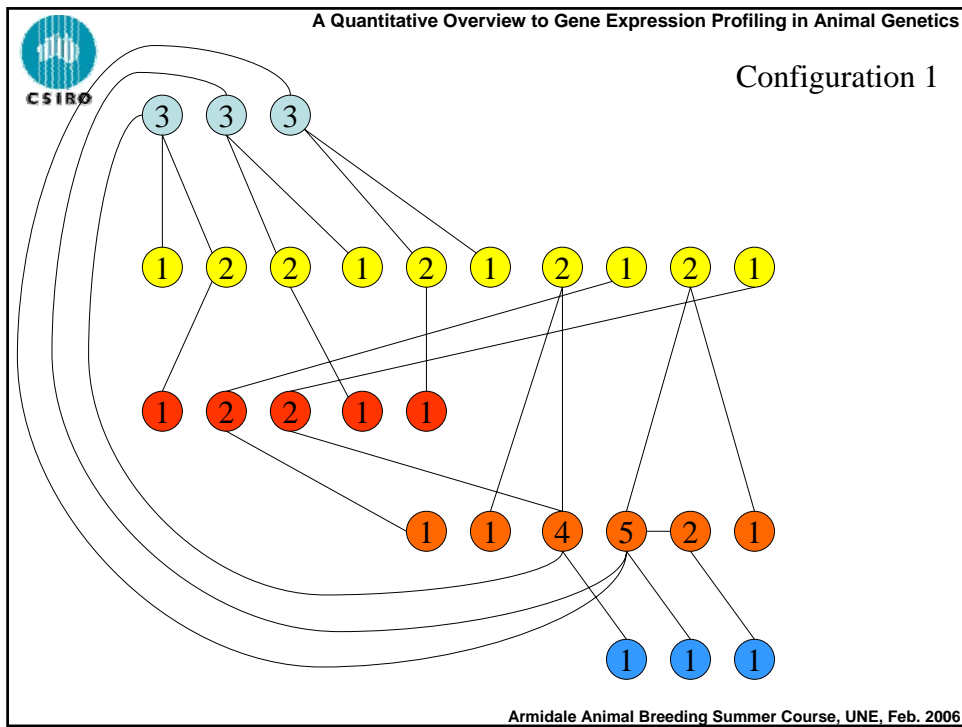 A Quantitative Overview to Gene Expression Profiling in Animal Genetics
CSIRO
Configuration 1
3 3 3
1 2 2 1 2 1 2 1 2 1
1 2 2 1 1
1 1 4 5 2 1
1 1 1
Armidale Animal Breeding Summer Course, UNE, Feb. 2006